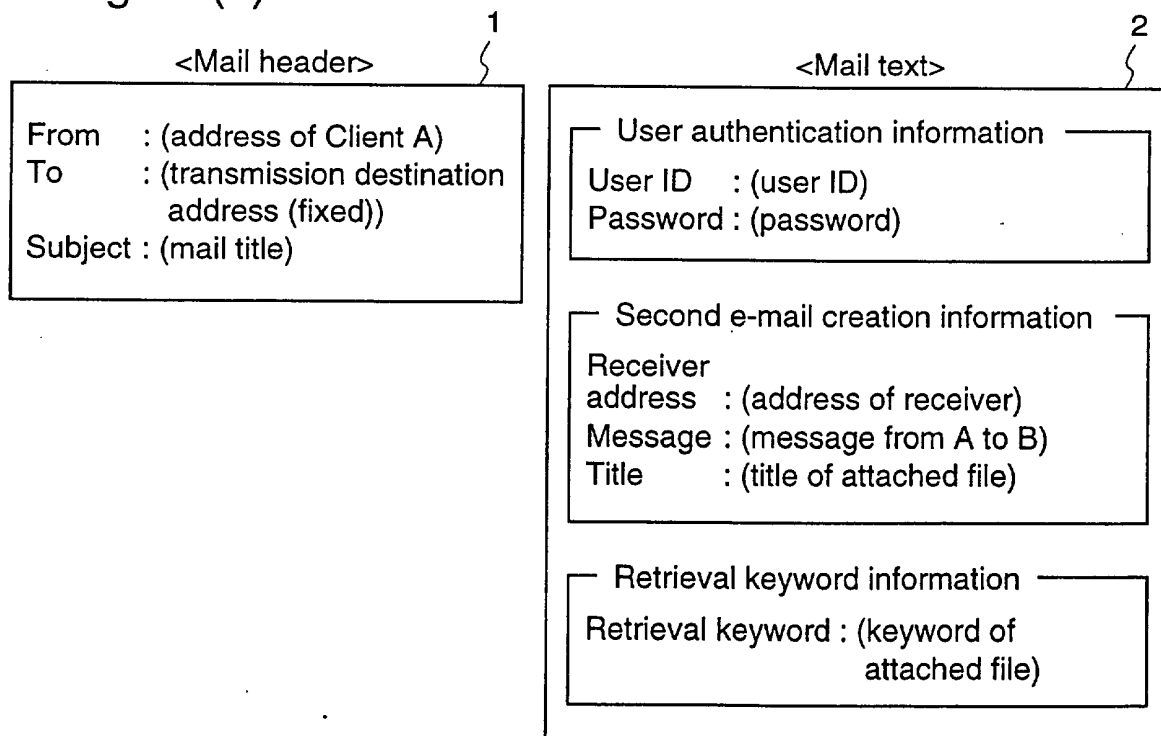 1
<Mail header>
From : (address of Client A)
To : (transmission destination
address (fixed))
Subject : (mail title)
2
<Mail text>
User authentication information
User ID : (user ID)
Password : (password)
Second e-mail creation information
Receiver
address : (address of receiver)
Message : (message from A to B)
Title : (title of attached file)
Retrieval keyword information
Retrieval keyword : (keyword of
attached file)